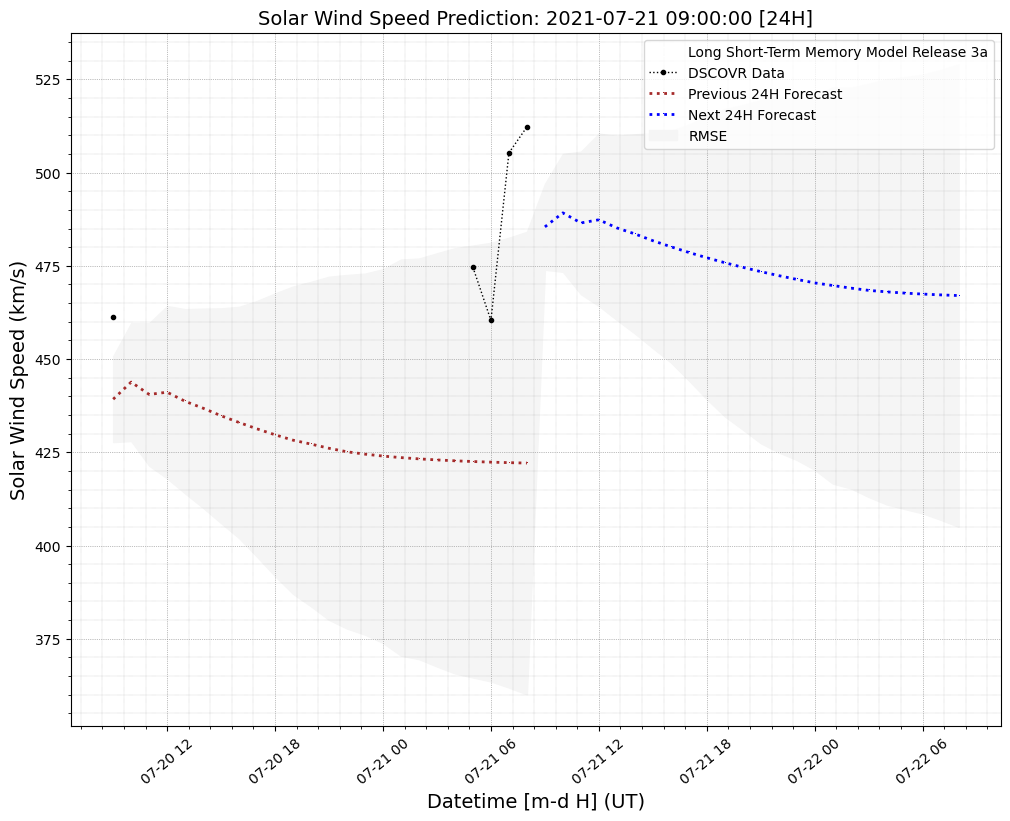 Solar Wind Speed Prediction: 2021-07-21 09:00:00 [24H]
Long Short-Term Memory Model Release 3a
DSCOVR Data
Previous 24H Forecast
Next 24H Forecast
RMSE
Solar Wind Speed (km/s)
525
500
475
450
425
400
375
07-20 12
07-20 18
07-21 00
07-21 06
07-21 12
07-21 18
07-22 00
07-22 06
Datetime [m-d H] (UT)